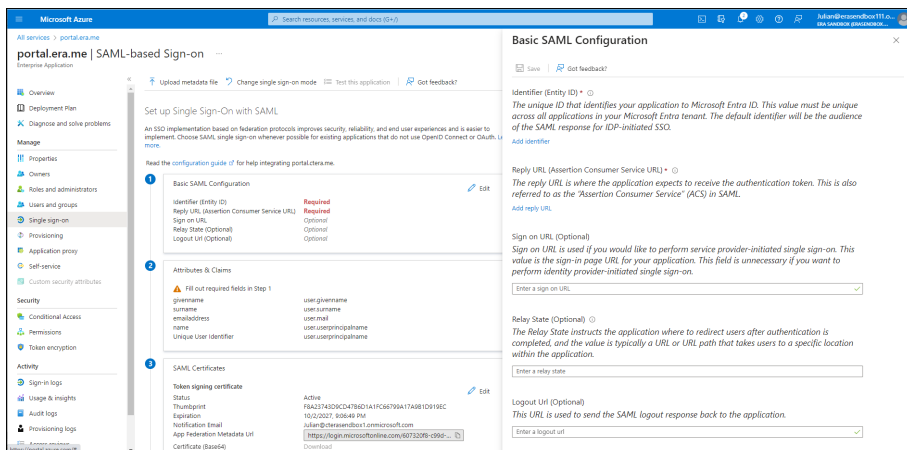 Microsoft Azure
Search resources, services, and docs (G+/)
Julian@erasendbox111.o...
ERA SANDBOX (ERASENDBOX...
All services > portal.era.me
portal.era.me | SAML-based Sign-on ...
Enterprise Application
Overview
Deployment Plan
Diagnose and solve problems
Manage
Properties
Owners
Roles and administrators
Users and groups
Single sign-on
Provisioning
Application proxy
Self-service
Custom security attributes
Security
Conditional Access
Permissions
Token encryption
Activity
Sign-in logs
Usage & insights
Audit logs
Provisioning logs
Access reviews
Upload metadata file
Change single sign-on mode
Test this application
Got feedback?
Set up Single Sign-On with SAML
An SSO implementation based on federation protocols improves security, reliability, and end user experiences and is easier to
implement. Choose SAML single sign-on whenever possible for existing applications that do not use OpenID Connect or OAuth. Le
more.
Read the configuration guide for help integrating portal.ctera.me.
1
Basic SAML Configuration
Edit
Identifier (Entity ID) Required
Reply URL (Assertion Consumer Service URL) Required
Sign on URL Optional
Relay State (Optional) Optional
Logout Url (Optional) Optional
2
Attributes & Claims
Fill out required fields in Step 1
givenname user.givenname
surname user.surname
emailaddress user.mail
name user.userprincipalname
Unique User Identifier user.userprincipalname
3
SAML Certificates
Token signing certificate
Edit
Status Active
Thumbprint F8A23743D9CD47B6D1A1FC66799A17A9B1D919EC
Expiration 10/2/2027, 9:06:49 PM
Notification Email Julian@cterasendbox1.onmicrosoft.com
App Federation Metadata Url https://login.microsoftonline.com/607320f8-c99d-...
Certificate (Base64) Download
Basic SAML Configuration
Save
Got feedback?
Identifier (Entity ID) *
The unique ID that identifies your application to Microsoft Entra ID. This value must be unique
across all applications in your Microsoft Entra tenant. The default identifier will be the audience
of the SAML response for IDP-initiated SSO.
Add identifier
Reply URL (Assertion Consumer Service URL) *
The reply URL is where the application expects to receive the authentication token. This is also
referred to as the "Assertion Consumer Service" (ACS) in SAML.
Add reply URL
Sign on URL (Optional)
Sign on URL is used if you would like to perform service provider-initiated single sign-on. This
value is the sign-in page URL for your application. This field is unnecessary if you want to
perform identity provider-initiated single sign-on.
Enter a sign on URL
Relay State (Optional)
The Relay State instructs the application where to redirect users after authentication is
completed, and the value is typically a URL or URL path that takes users to a specific location
within the application.
Enter a relay state
Logout Url (Optional)
This URL is used to send the SAML logout response back to the application.
Enter a logout url